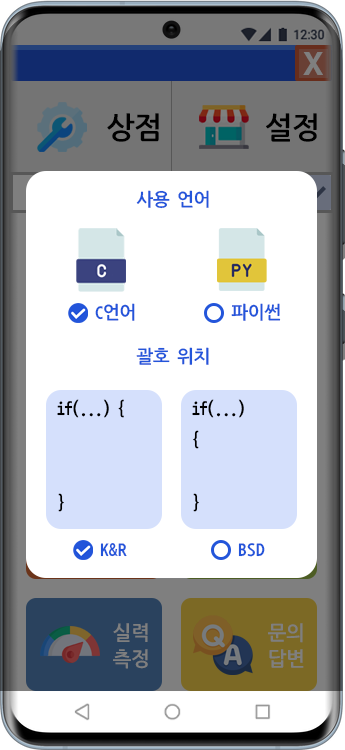 12:30
X
상점
설정
사용 언어
C
PY
C언어
파이썬
괄호 위치
if(...) {
}
if(...)
{
}
K&R
BSD
실력
측정
Q
A
문의
답변